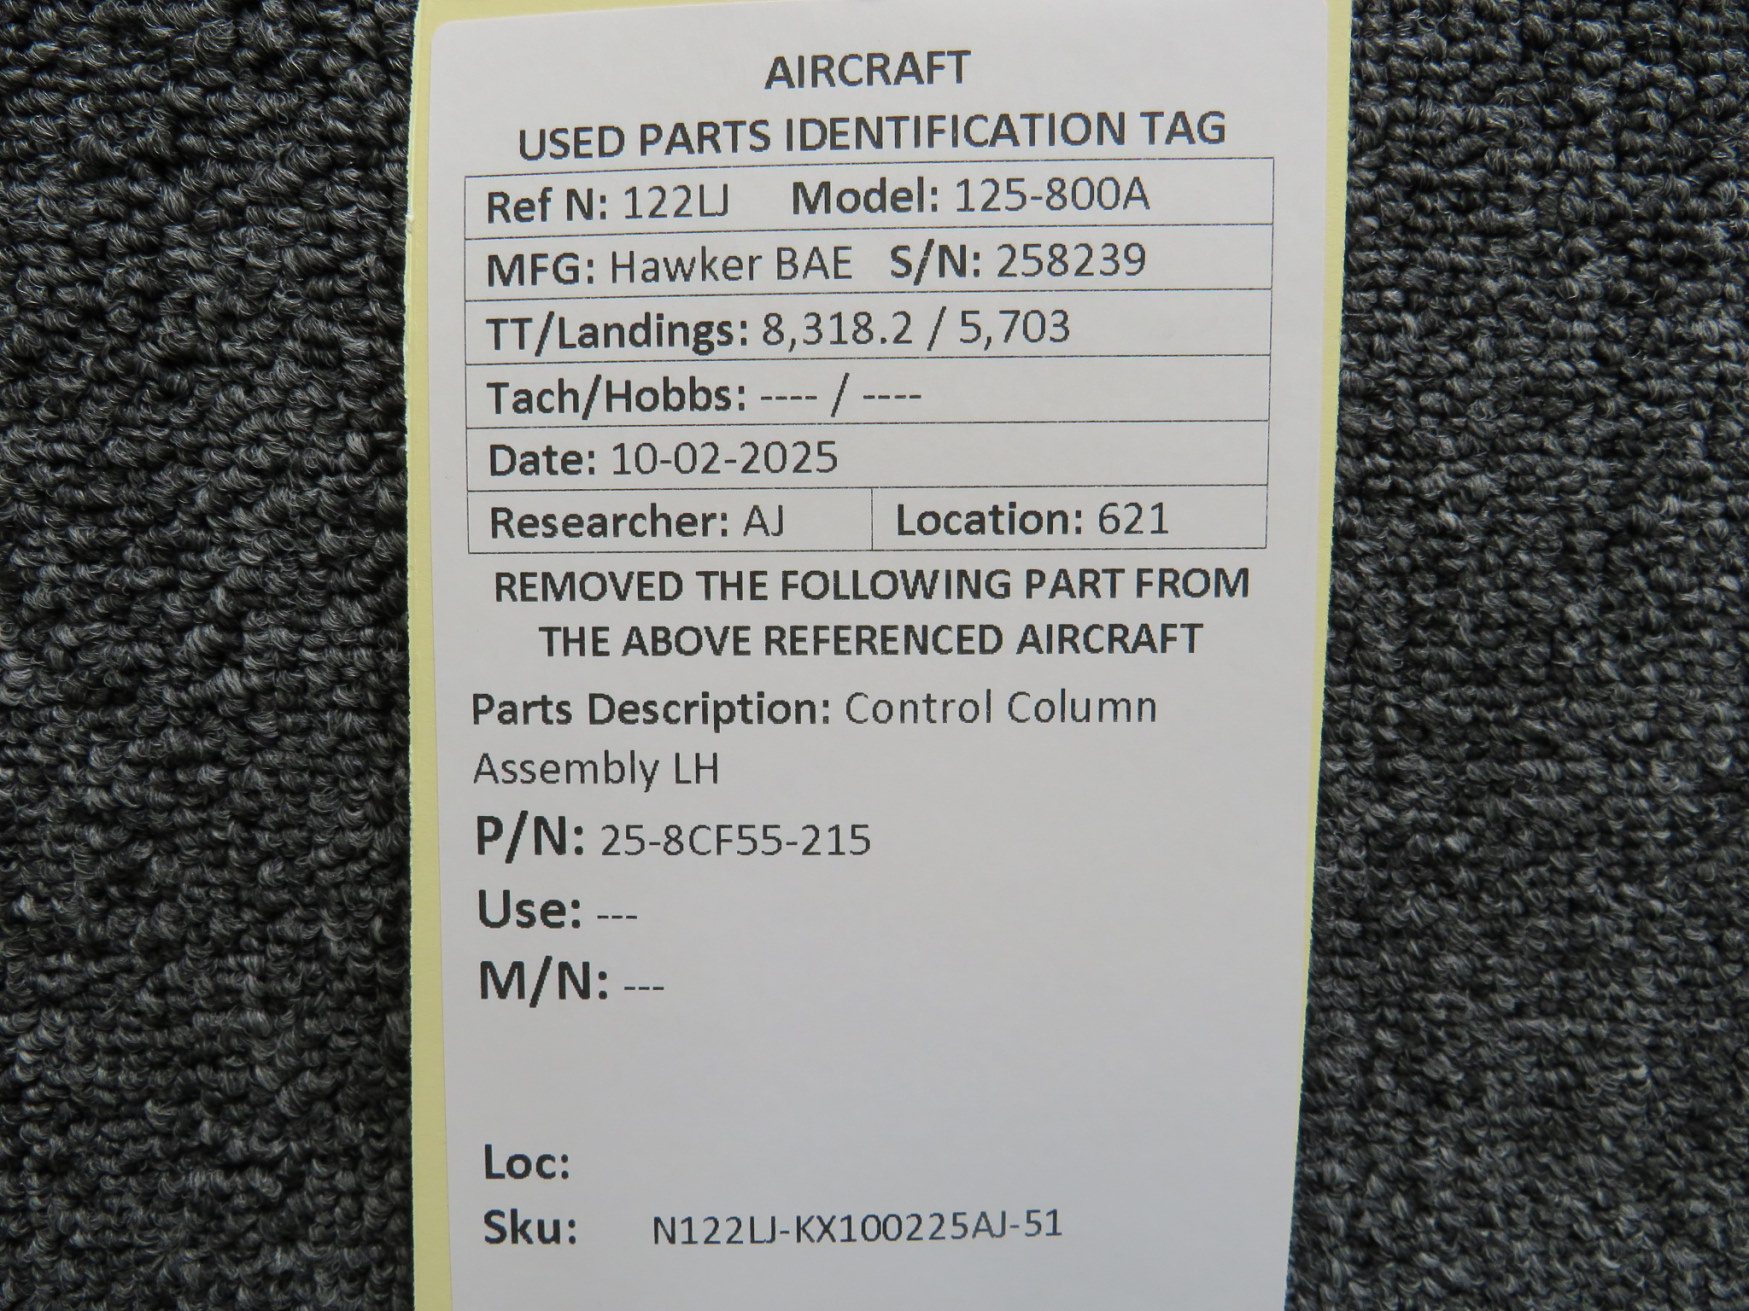 AIRCRAFT
USED PARTS IDENTIFICATION TAG
Ref N: 122LJ Model: 125-800A
MFG: Hawker BAE S/N: 258239
TT/Landings: 8,318.2 / 5,703
Tach/Hobbs: ---- / ----
Date: 10-02-2025
Researcher: AJ Location: 621
REMOVED THE FOLLOWING PART FROM
THE ABOVE REFERENCED AIRCRAFT
Parts Description: Control Column
Assembly LH
P/N: 25-8CF55-215
Use: ---
M/N: ---
Loc:
Sku: N122LJ-KX100225AJ-51